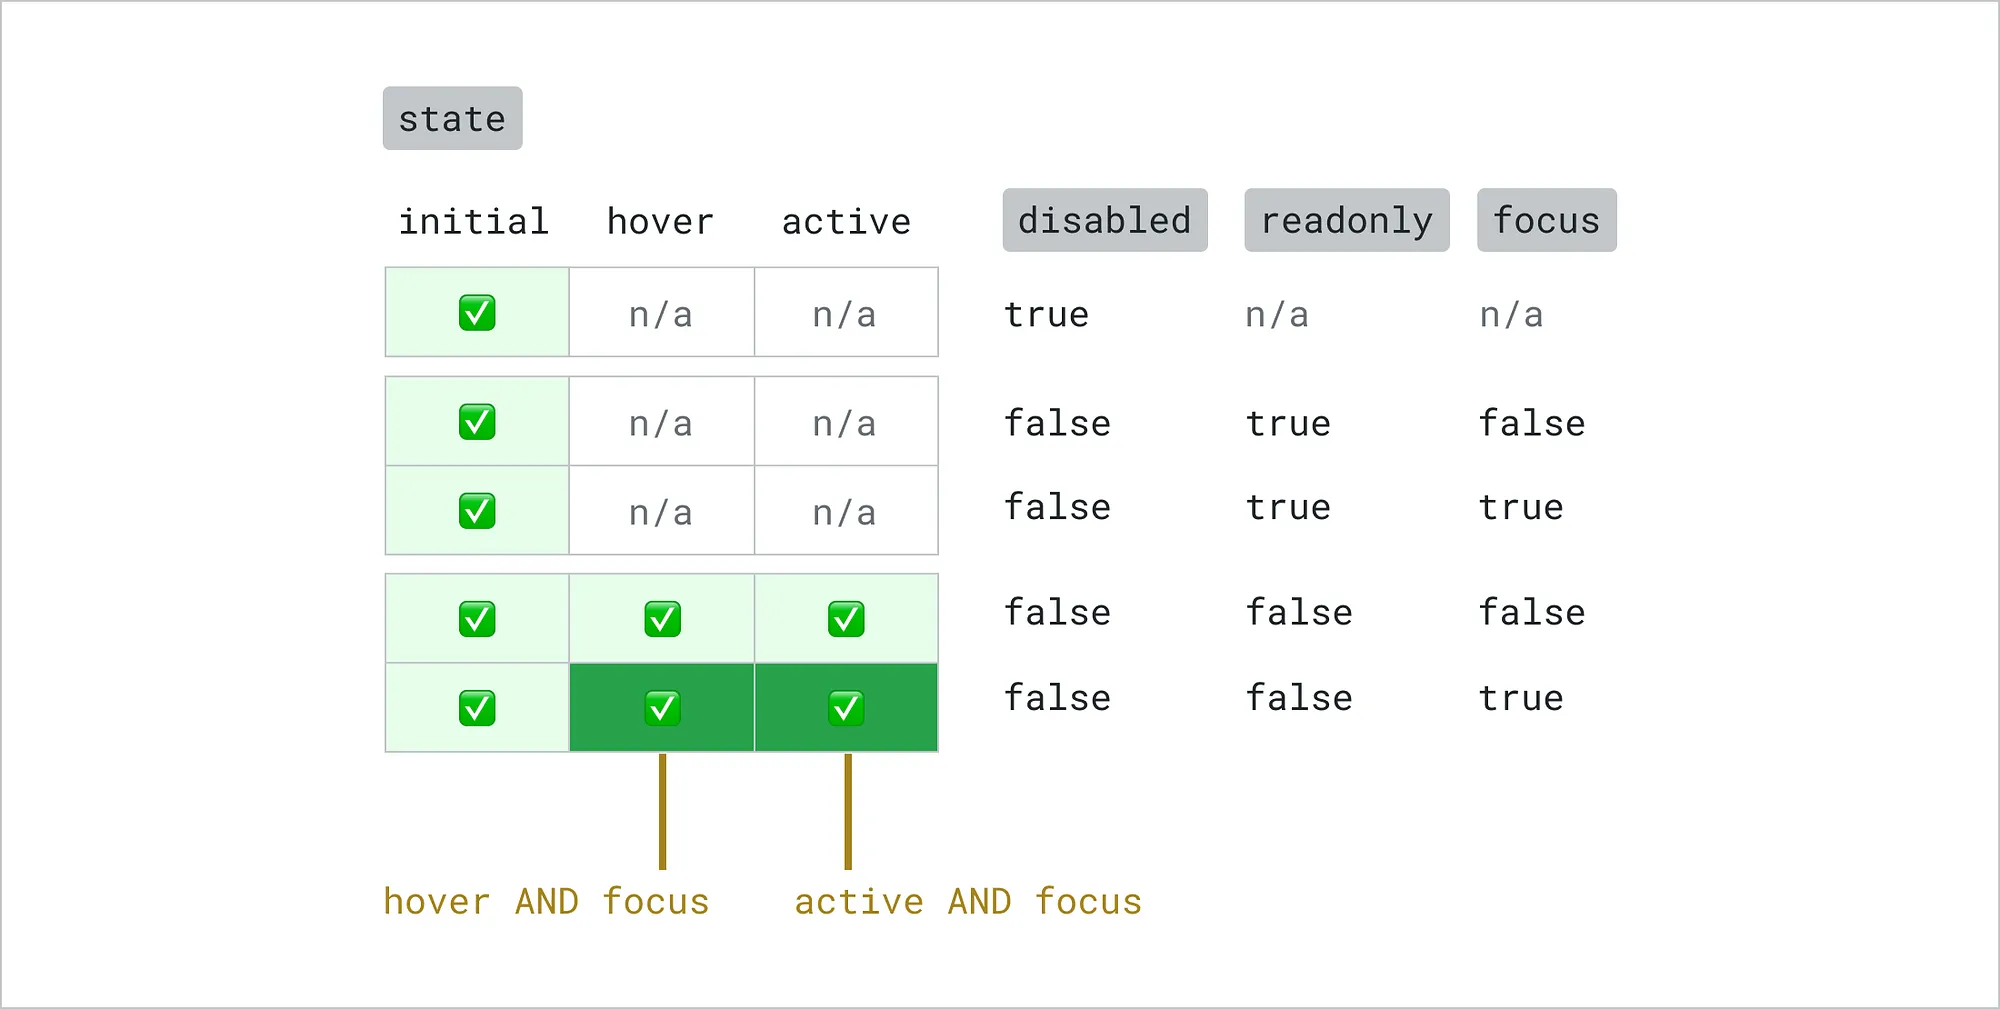 state
initial hover active disabled readonly focus
✅ n/a n/a true n/a n/a
✅ n/a n/a false true false
✅ n/a n/a false true true
✅ ✅ ✅ false false false
✅ ✅ ✅ false false true
hover AND focus active AND focus